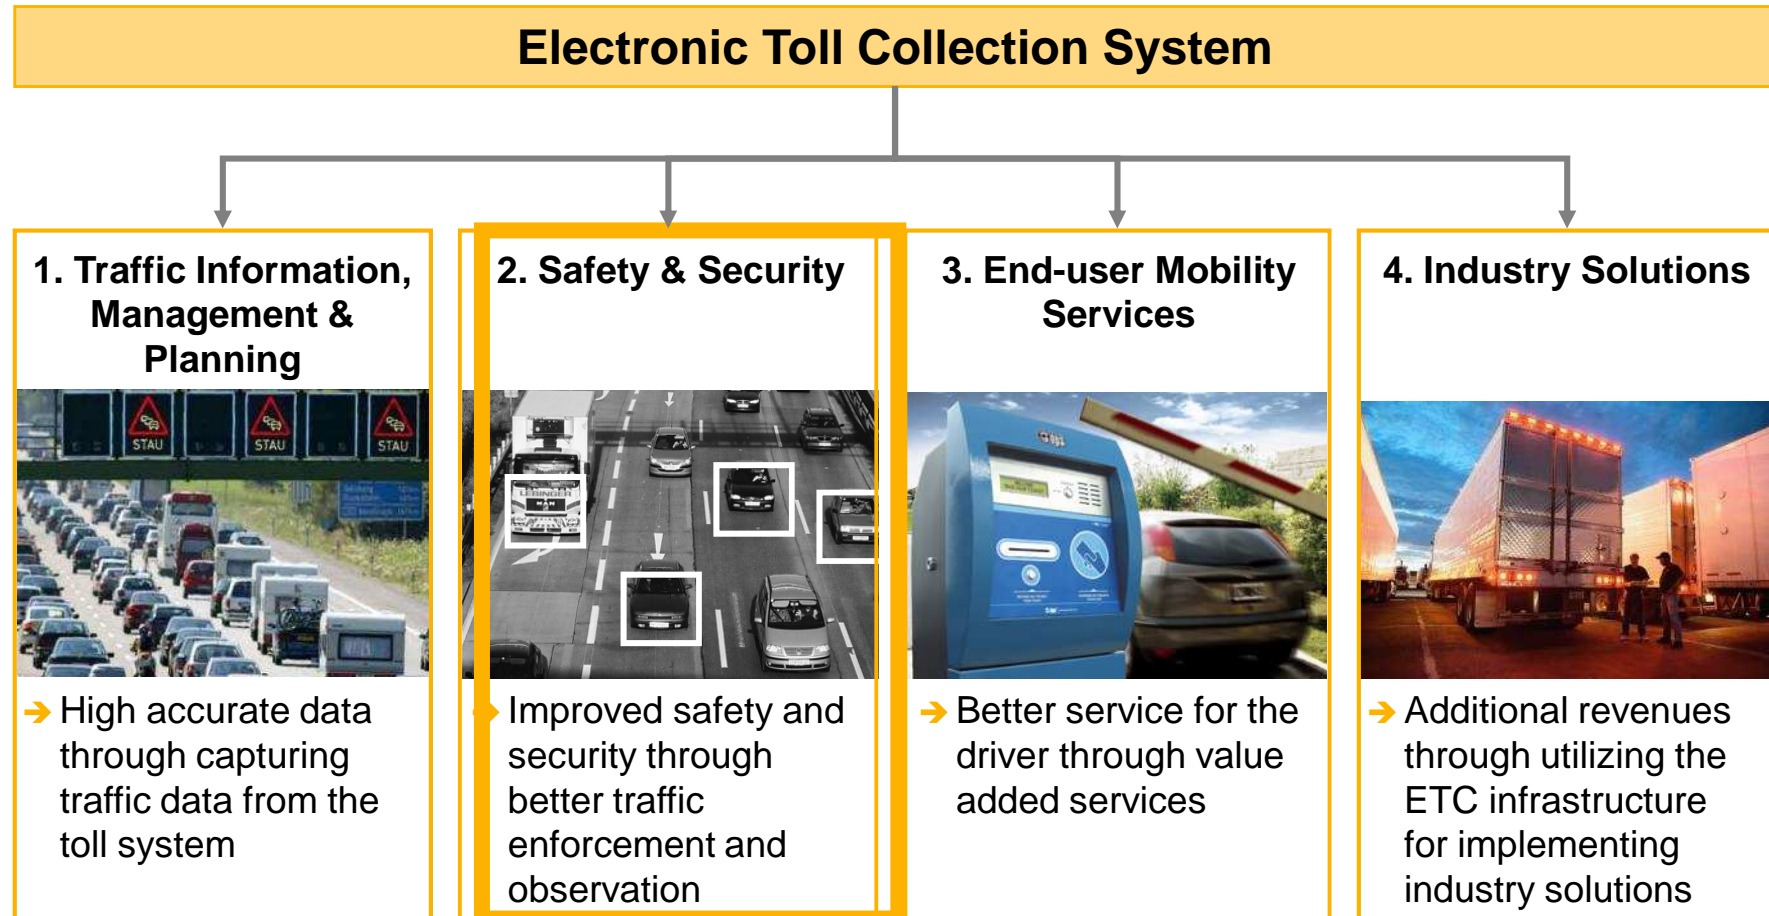 Electronic Toll Collection System
1. Traffic Information,
Management &
Planning
2. Safety & Security
3. End-user Mobility
Services
4. Industry Solutions
STAU
STAU
STAU
LEBINGER
MAN
➔ High accurate data
through capturing
traffic data from the
toll system
➔ Improved safety and
security through
better traffic
enforcement and
observation
➔ Better service for the
driver through value
added services
➔ Additional revenues
through utilizing the
ETC infrastructure
for implementing
industry solutions